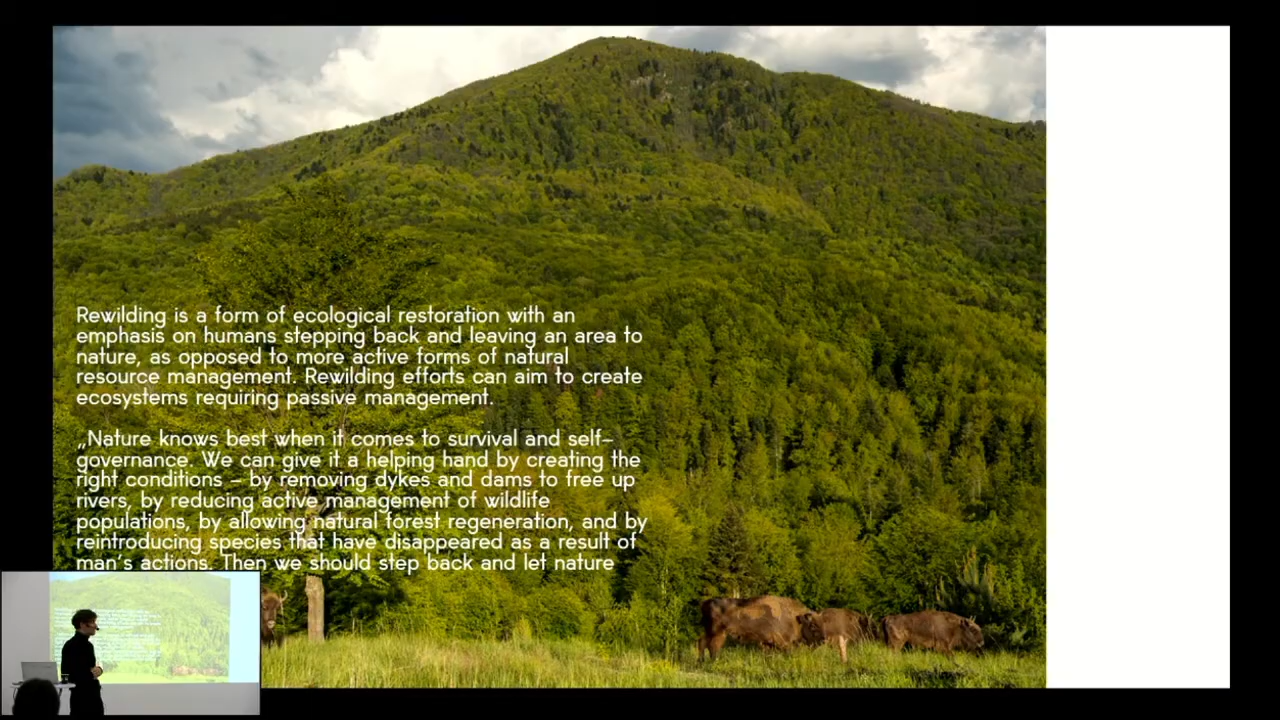 Rewilding is a form of ecological restoration with an
emphasis on humans stepping back and leaving an area to
nature, as opposed to more active forms of natural
resource management. Rewilding efforts can aim to create
ecosystems requiring passive management.
„Nature knows best when it comes to survival and self-
governance. We can give it a helping hand by creating the
right conditions – by removing dykes and dams to free up
rivers, by reducing active management of wildlife
populations, by allowing natural forest regeneration, and by
reintroducing species that have disappeared as a result of
man's actions. Then we should step back and let nature